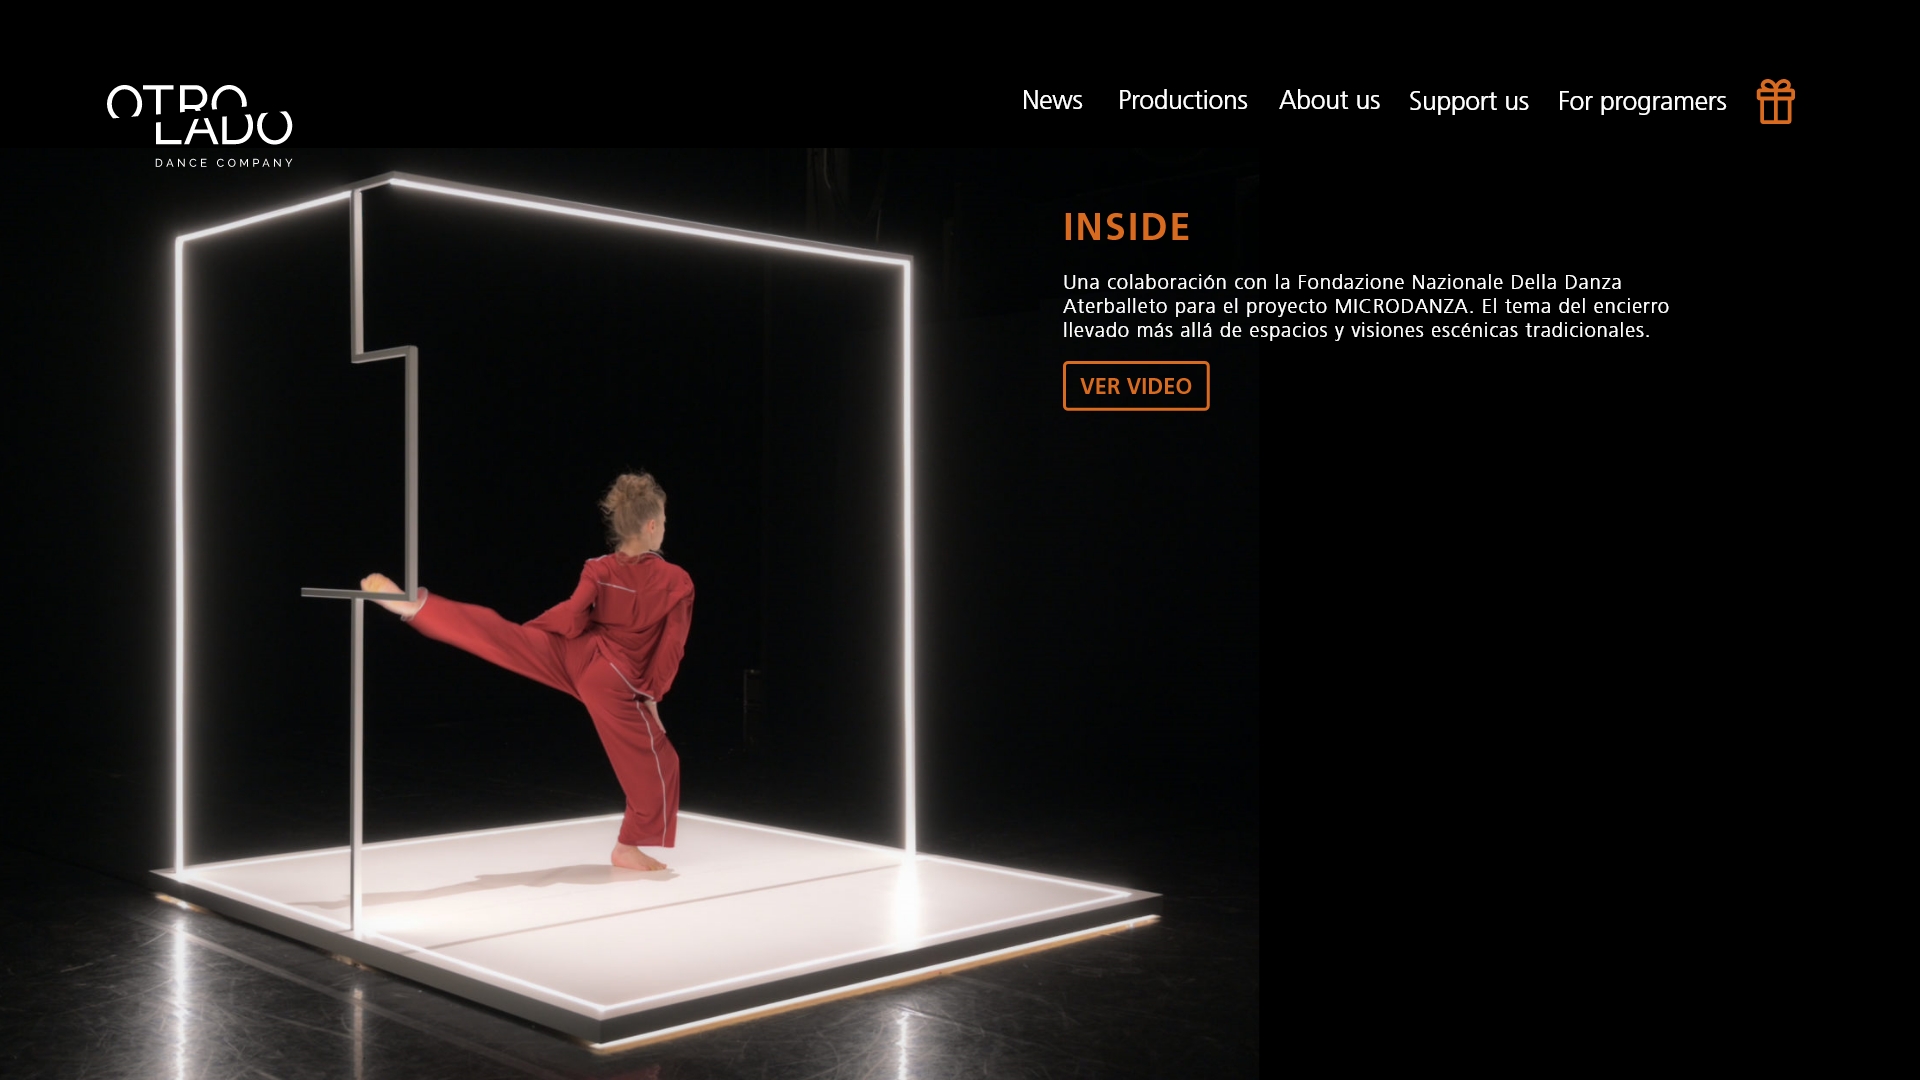 OTRO
LADO
DANCE COMPANY
News Productions About us Support us For programers
INSIDE
Una colaboración con la Fondazione Nazionale Della Danza
Aterballeto para el proyecto MICRODANZA. El tema del encierro
llevado más allá de espacios y visiones escénicas tradicionales.
VER VIDEO